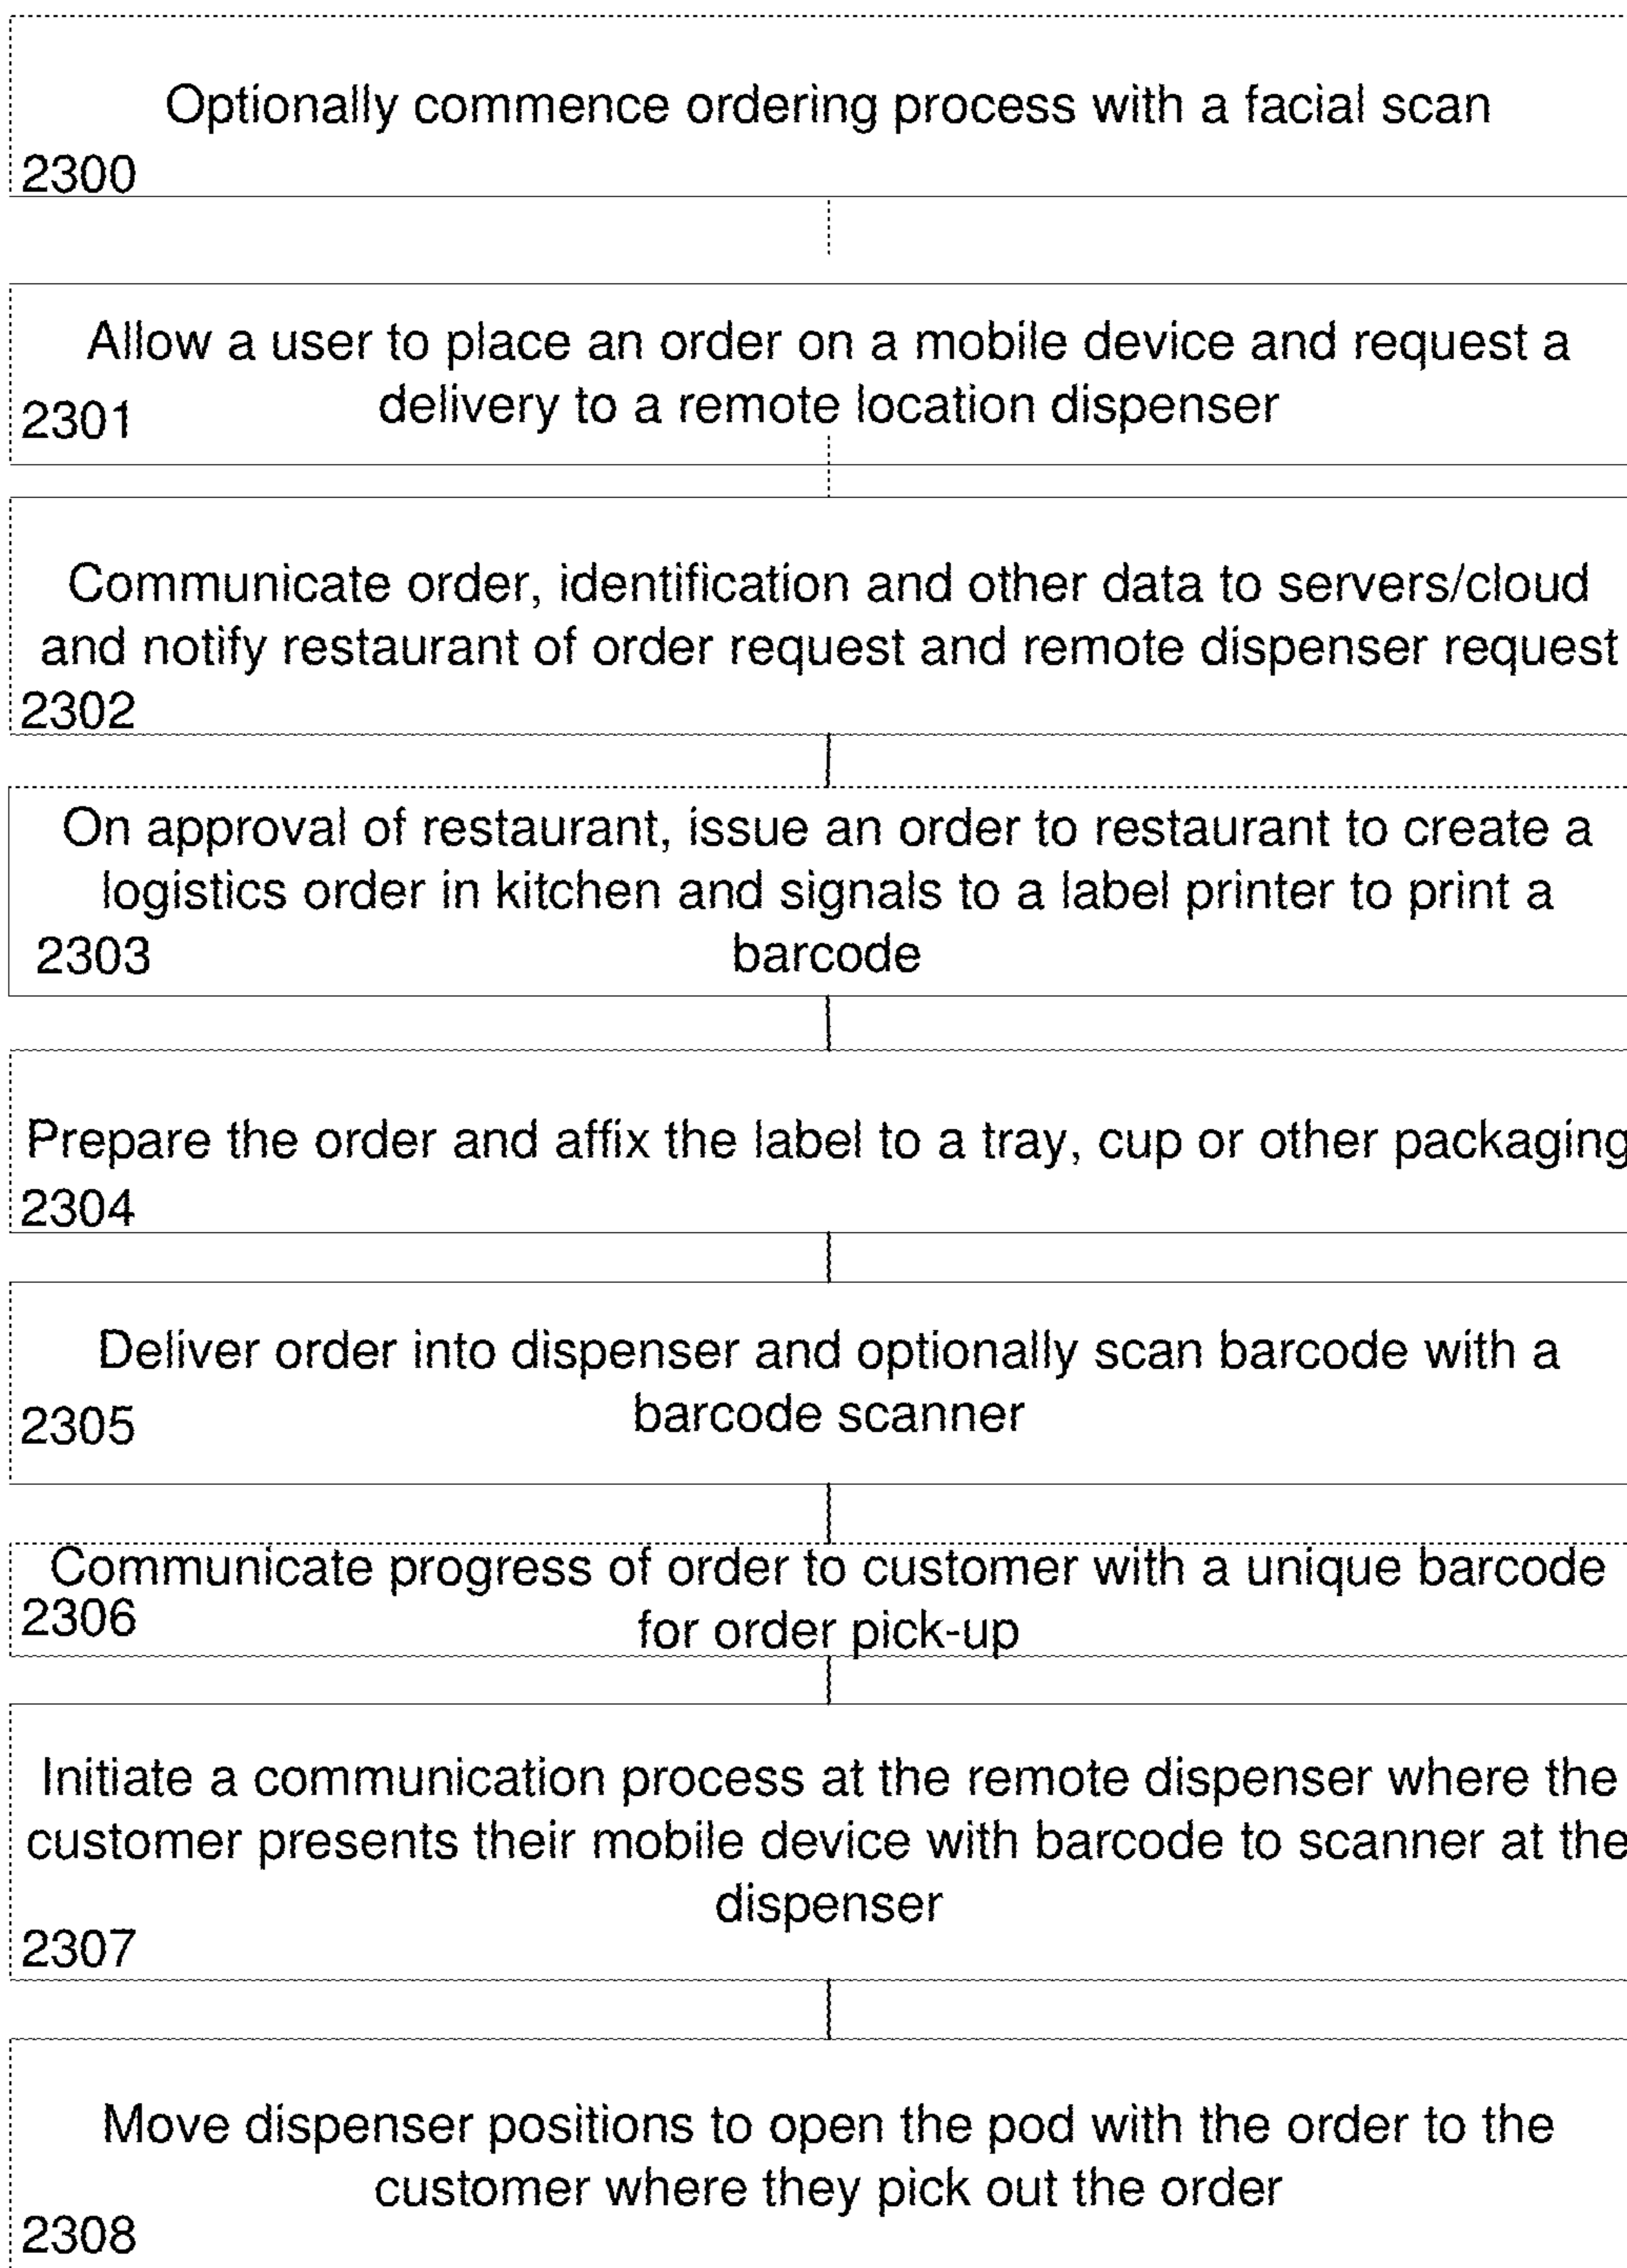 Optionally commence ordering process with a facial scan
2300
Allow a user to place an order on a mobile device and request a
delivery to a remote location dispenser
2301
Communicate order, identification and other data to servers/cloud
and notify restaurant of order request and remote dispenser request
2302
On approval of restaurant, issue an order to restaurant to create a
logistics order in kitchen and signals to a label printer to print a
barcode
2303
Prepare the order and affix the label to a tray, cup or other packaging
2304
Deliver order into dispenser and optionally scan barcode with a
barcode scanner
2305
Communicate progress of order to customer with a unique barcode
for order pick-up
2306
Initiate a communication process at the remote dispenser where the
customer presents their mobile device with barcode to scanner at the
dispenser
2307
Move dispenser positions to open the pod with the order to the
customer where they pick out the order
2308